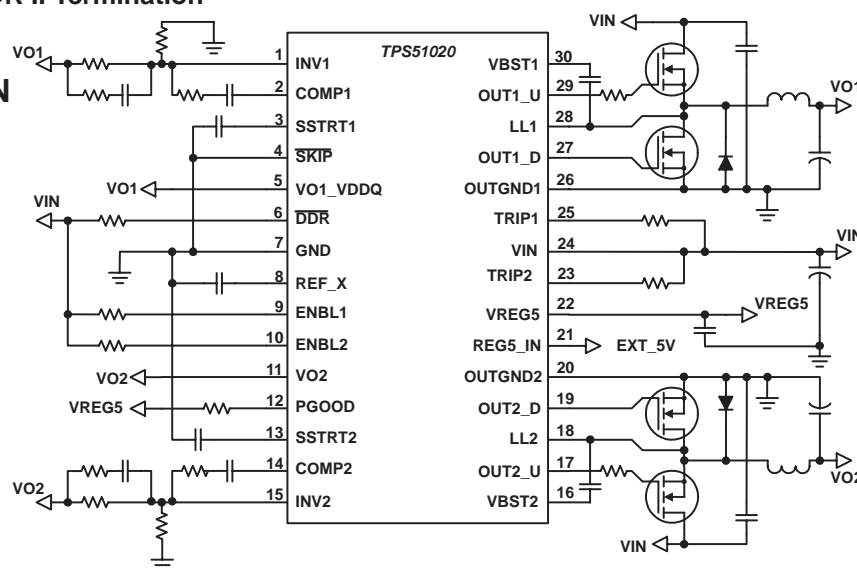 VO1
N
TPS51020
1 INV1
2 COMP1
3 SSTRT1
4 SKIP
VO1 5 VO1_VDDQ
VIN 6 DDR
7 GND
8 REF_X
9 ENBL1
10 ENBL2
VO2 11 VO2
VREG5 12 PGOOD
13 SSTRT2
14 COMP2
VO2 15 INV2
VIN
VBST1 30
OUT1_U 29
VO1
LL1 28
OUT1_D 27
OUTGND1 26
TRIP1 25
VIN 24
VIN
TRIP2 23
VREG5 22 VREG5
REG5_IN 21 EXT_5V
OUTGND2 20
OUT2_D 19
LL2 18
OUT2_U 17
VO2
VBST2 16
VIN